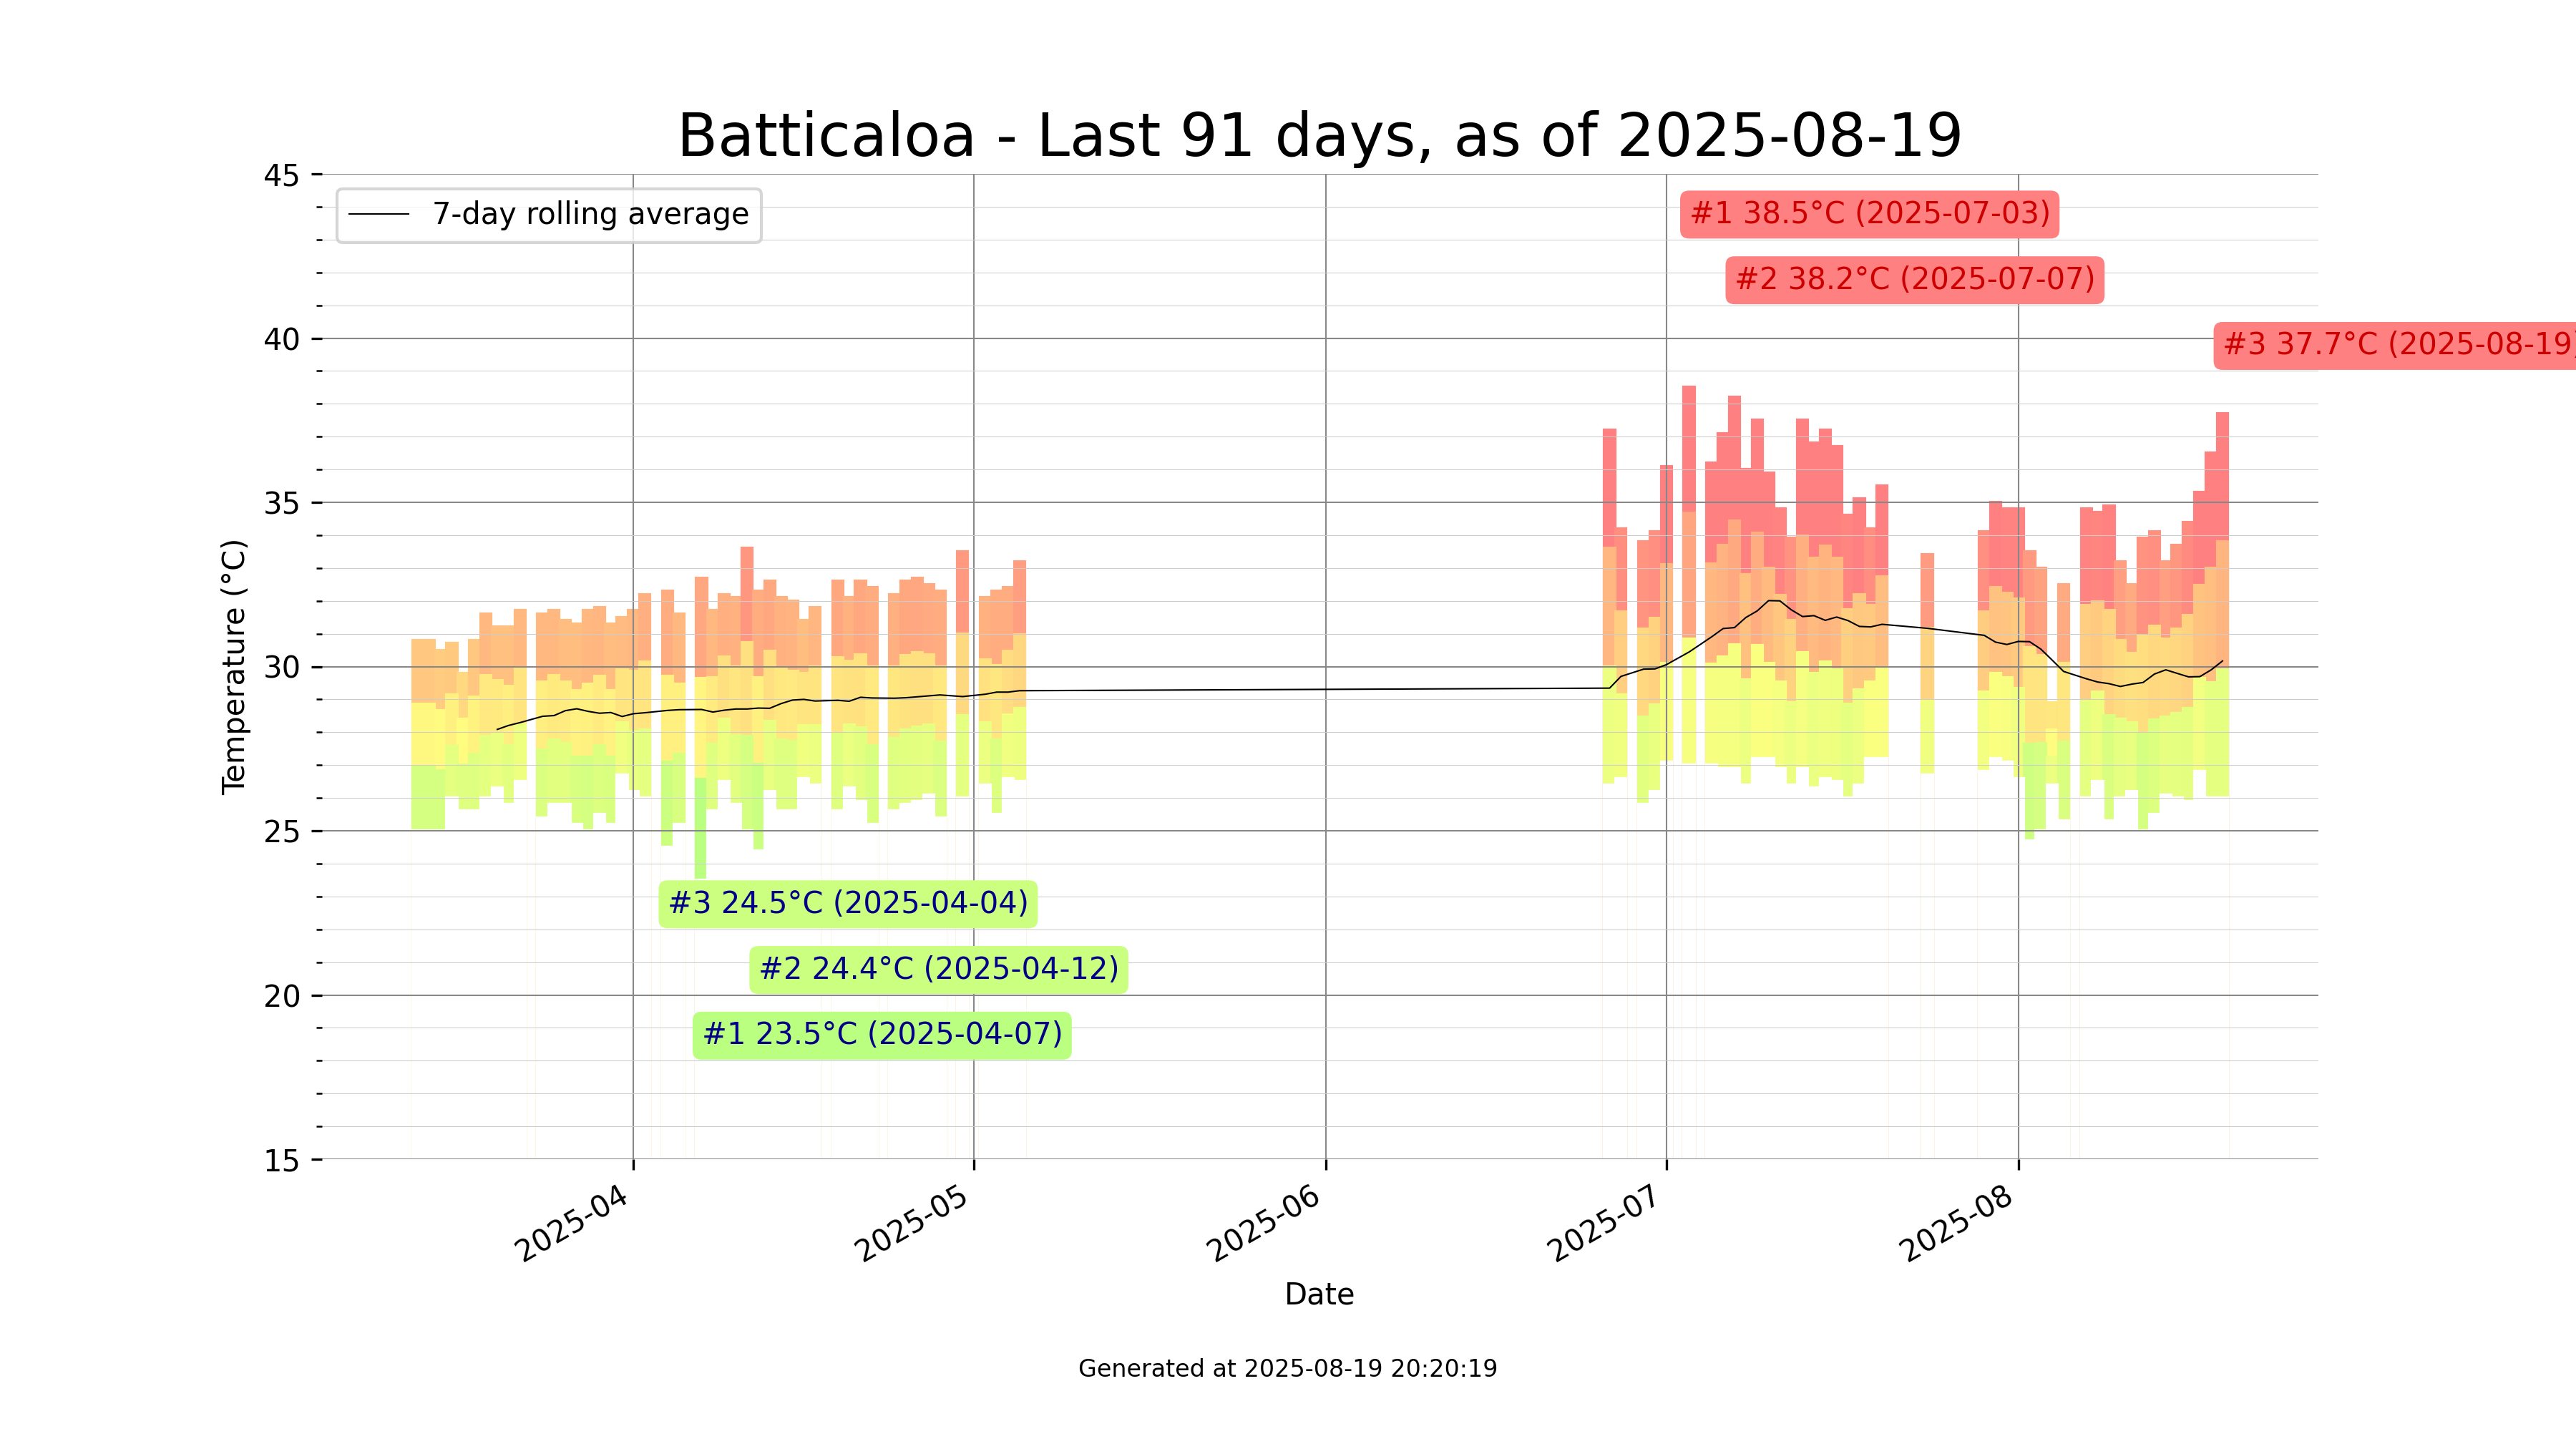 Batticaloa - Last 91 days, as of 2025-08-19
7-day rolling average
#1 38.5°C (2025-07-03)
#2 38.2°C (2025-07-07)
#3 37.7°C (2025-08-19)
#3 24.5°C (2025-04-04)
#2 24.4°C (2025-04-12)
#1 23.5°C (2025-04-07)
45
40
35
30
25
20
15
Temperature (°C)
2025-04
2025-05
2025-06
2025-07
2025-08
Date
Generated at 2025-08-19 20:20:19